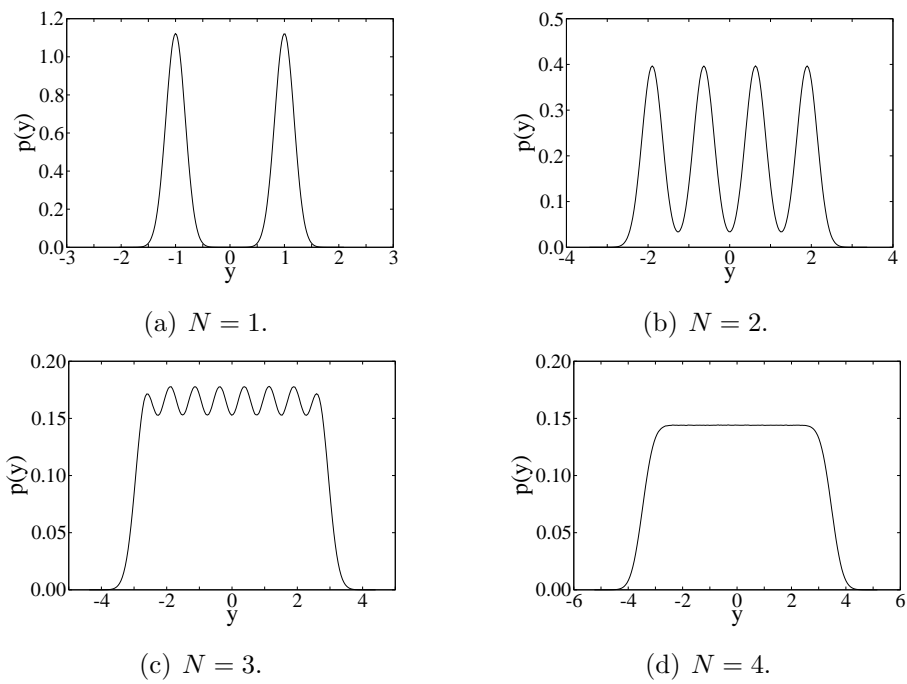 1.2
1.0
0.8
0.6
0.4
0.2
0.0
p(y)
-3 -2 -1 0 1 2 3
y
(a) N = 1.
0.5
0.4
0.3
0.2
0.1
0.0
p(y)
-4 -2 0 2 4
y
(b) N = 2.
0.20
0.15
0.10
0.05
0.00
p(y)
-4 -2 0 2 4
y
(c) N = 3.
0.20
0.15
0.10
0.05
0.00
p(y)
-6 -4 -2 0 2 4 6
y
(d) N = 4.